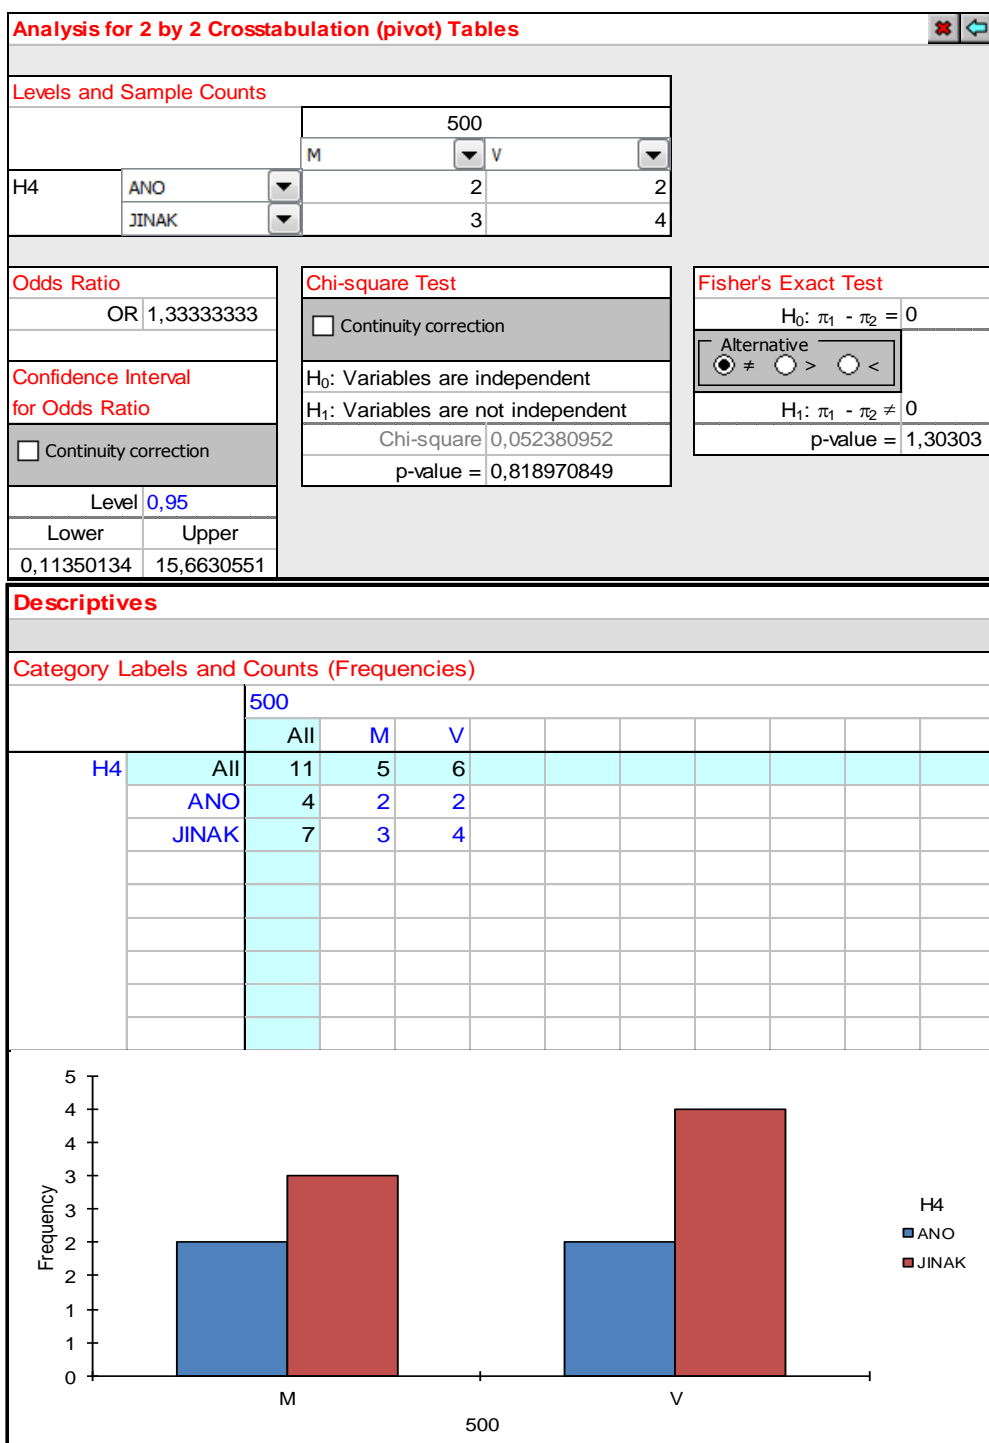 Analysis for 2 by 2 Crosstabulation (pivot) Tables
Levels and Sample Counts
500
M V
H4 ANO 2 2
JINAK 3 4
Odds Ratio
OR 1,33333333
Confidence Interval
for Odds Ratio
Continuity correction
Level 0,95
Lower Upper
0,11350134 15,6630551
Chi-square Test
Continuity correction
H₀: Variables are independent
H₁: Variables are not independent
Chi-square 0,052380952
p-value = 0,818970849
Fisher's Exact Test
H₀: π₁ - π₂ = 0
Alternative
≠ > <
H₁: π₁ - π₂ ≠ 0
p-value = 1,30303
Descriptives
Category Labels and Counts (Frequencies)
500
All M V
H4 All 11 5 6
ANO 4 2 2
JINAK 7 3 4
5
4
4
3
3
2
2
1
1
0
Frequency
M V
500
H4
ANO
JINAK